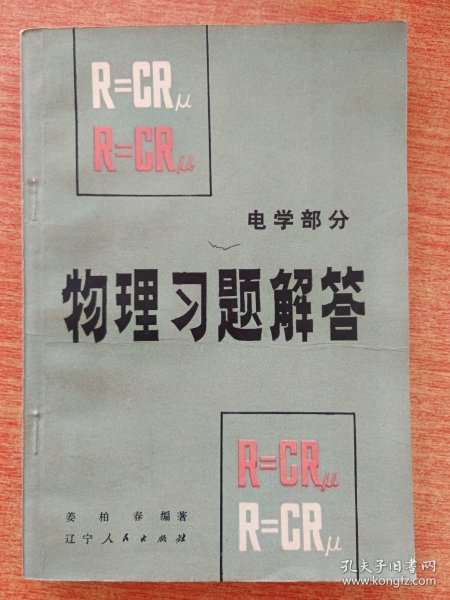 R=CRμ
R=CRμ
电学部分
物理习题解答
R=CRμ
R=CRμ
姜柏春 编著
辽宁人民出版社
孔夫子旧书网
www.kongfz.com